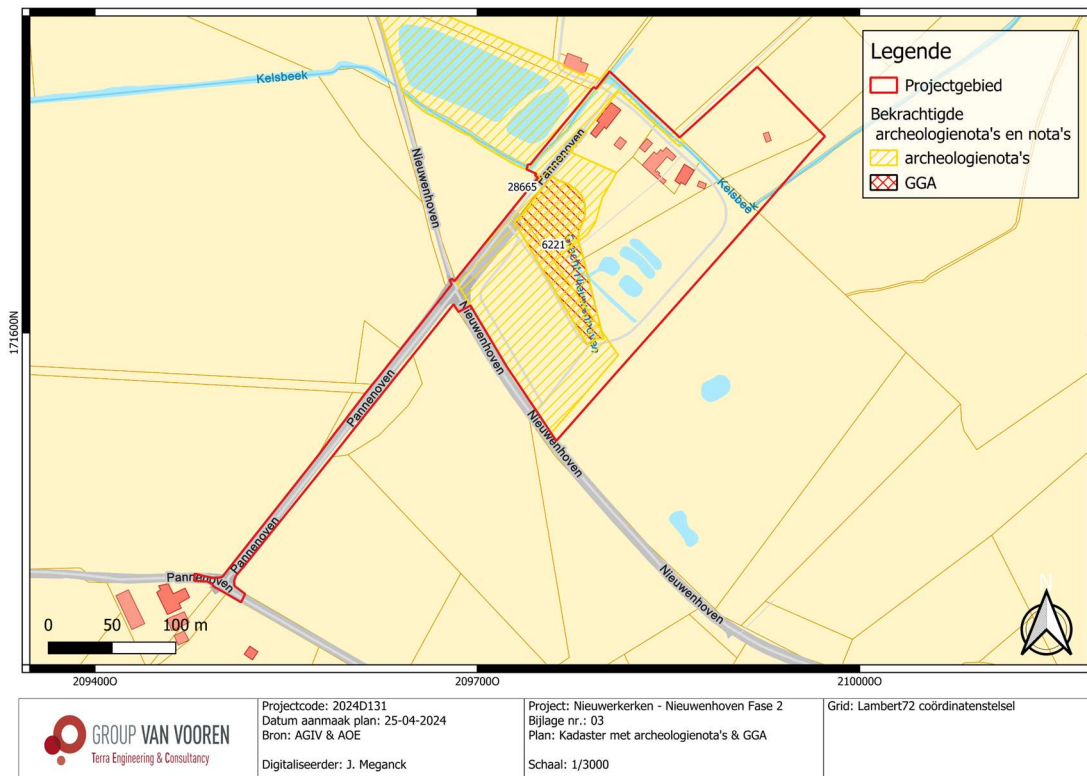 Legende
Projectgebied
Bekrachtigde
archeologienota's en nota's
archeologienota's
GGA
Kelsbeek
Nieuwenhoven
Pannenoven
28665
Kelsbeek
6221
Gracht Nieuwenhoven
Nieuwenhoven
171600N
Pannenoven
Nieuwenhoven
Pannenoven
Pannenoven
Nieuwenhoven
0 50 100 m
N
209400O
209700O
210000O
GROUP VAN VOOREN
Terra Engineering & Consultancy
Projectcode: 2024D131
Datum aanmaak plan: 25-04-2024
Bron: AGIV & AOE
Digitaliseerder: J. Meganck
Project: Nieuwerkerken - Nieuwenhoven Fase 2
Bijlage nr.: 03
Plan: Kadaster met archeologienota's & GGA
Schaal: 1/3000
Grid: Lambert72 coördinatenstelsel